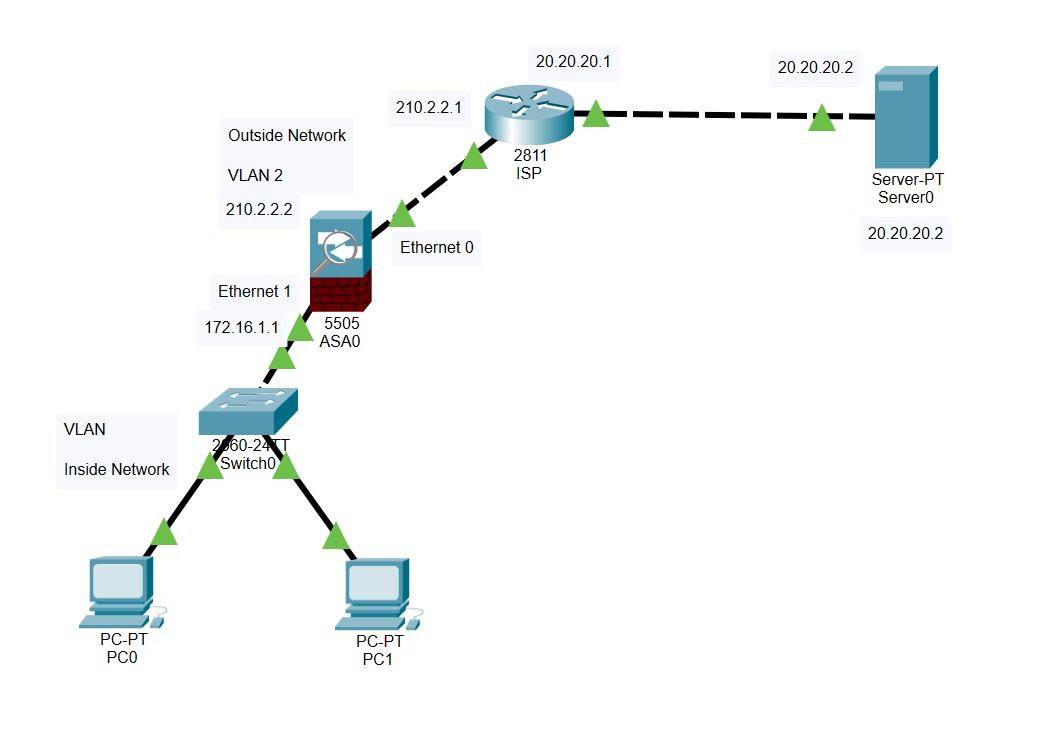 20.20.20.1
20.20.20.2
210.2.2.1
Outside Network
VLAN 2
210.2.2.2
2811
ISP
Server-PT
Server0
20.20.20.2
Ethernet 0
Ethernet 1
172.16.1.1
5505
ASA0
VLAN
Inside Network
2960-24TT
Switch0
PC-PT
PC0
PC-PT
PC1